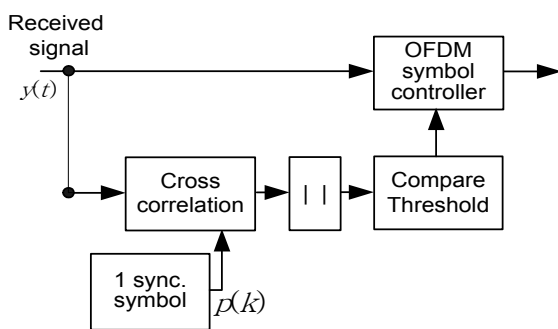 Received
signal
y(t)
OFDM
symbol
controller
Cross
correlation
| |
Compare
Threshold
1 sync.
symbol
p(k)